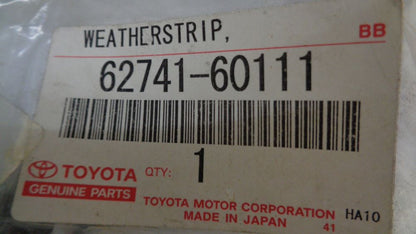 WEATHERSTRIP,
BB
62741-60111
TOYOTA
GENUINE PARTS
QTY:
1
TOYOTA MOTOR CORPORATION
HA10
MADE IN JAPAN
41